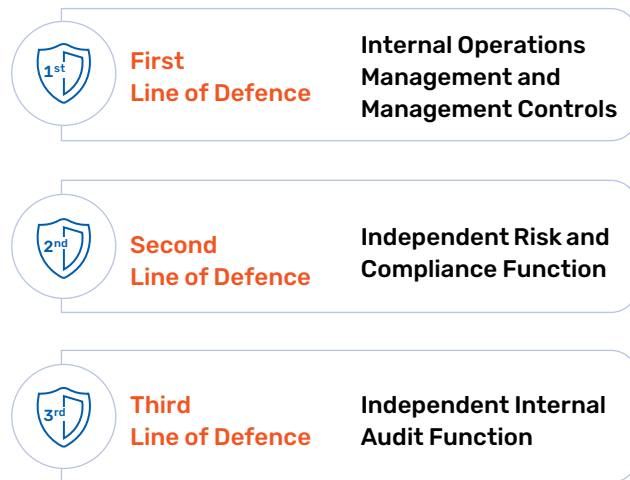 1st
First
Line of Defence
Internal Operations
Management and
Management Controls
2nd
Second
Line of Defence
Independent Risk and
Compliance Function
3rd
Third
Line of Defence
Independent Internal
Audit Function